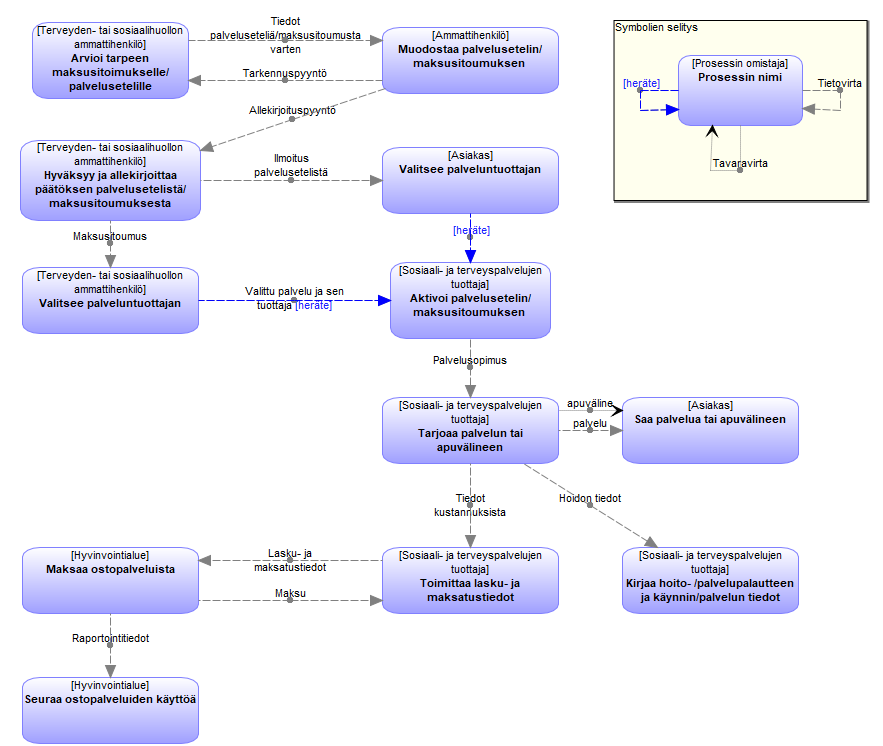 [Terveyden- tai sosiaalihuollon
ammattihenkilö]
Arvioi tarpeen
maksusitoimukselle/
palvelusetelille
Tiedot
palveluseteliä/maksusitoumusta
varten
[Ammattihenkilö]
Muodostaa palvelusetelin/
maksusitoumuksen
Tarkennuspyyntö
Allekirjoituspyyntö
Symbolien selitys
[Prosessin omistaja]
Prosessin nimi
[heräte]
Tietovirta
Tavaravirta
[Terveyden- tai sosiaalihuollon
ammattihenkilö]
Hyväksyy ja allekirjoittaa
päätöksen palvelusetelistä/
maksusitoumuksesta
Ilmoitus
palvelusetelistä
[Asiakas]
Valitsee palveluntuottajan
Maksusitoumus
[heräte]
[Terveyden- tai sosiaalihuollon
ammattihenkilö]
Valitsee palveluntuottajan
Valittu palvelu ja sen
tuottaja [heräte]
[Sosiaali- ja terveyspalvelujen
tuottaja]
Aktivoi palvelusetelin/
maksusitoumuksen
Palvelusopimus
[Sosiaali- ja terveyspalvelujen
tuottaja]
Tarjoaa palvelun tai
apuvälineen
apuväline
palvelu
[Asiakas]
Saa palvelua tai apuvälineen
Tiedot
kustannuksista
Hoidon tiedot
[Hyvinvointialue]
Maksaa ostopalveluista
Lasku- ja
maksatustiedot
Maksu
[Sosiaali- ja terveyspalvelujen
tuottaja]
Toimittaa lasku- ja
maksatustiedot
[Sosiaali- ja terveyspalvelujen
tuottaja]
Kirjaa hoito- /palvelupalautteen
ja käynnin/palvelun tiedot
Raportointitiedot
[Hyvinvointialue]
Seuraa ostopalveluiden käyttöä